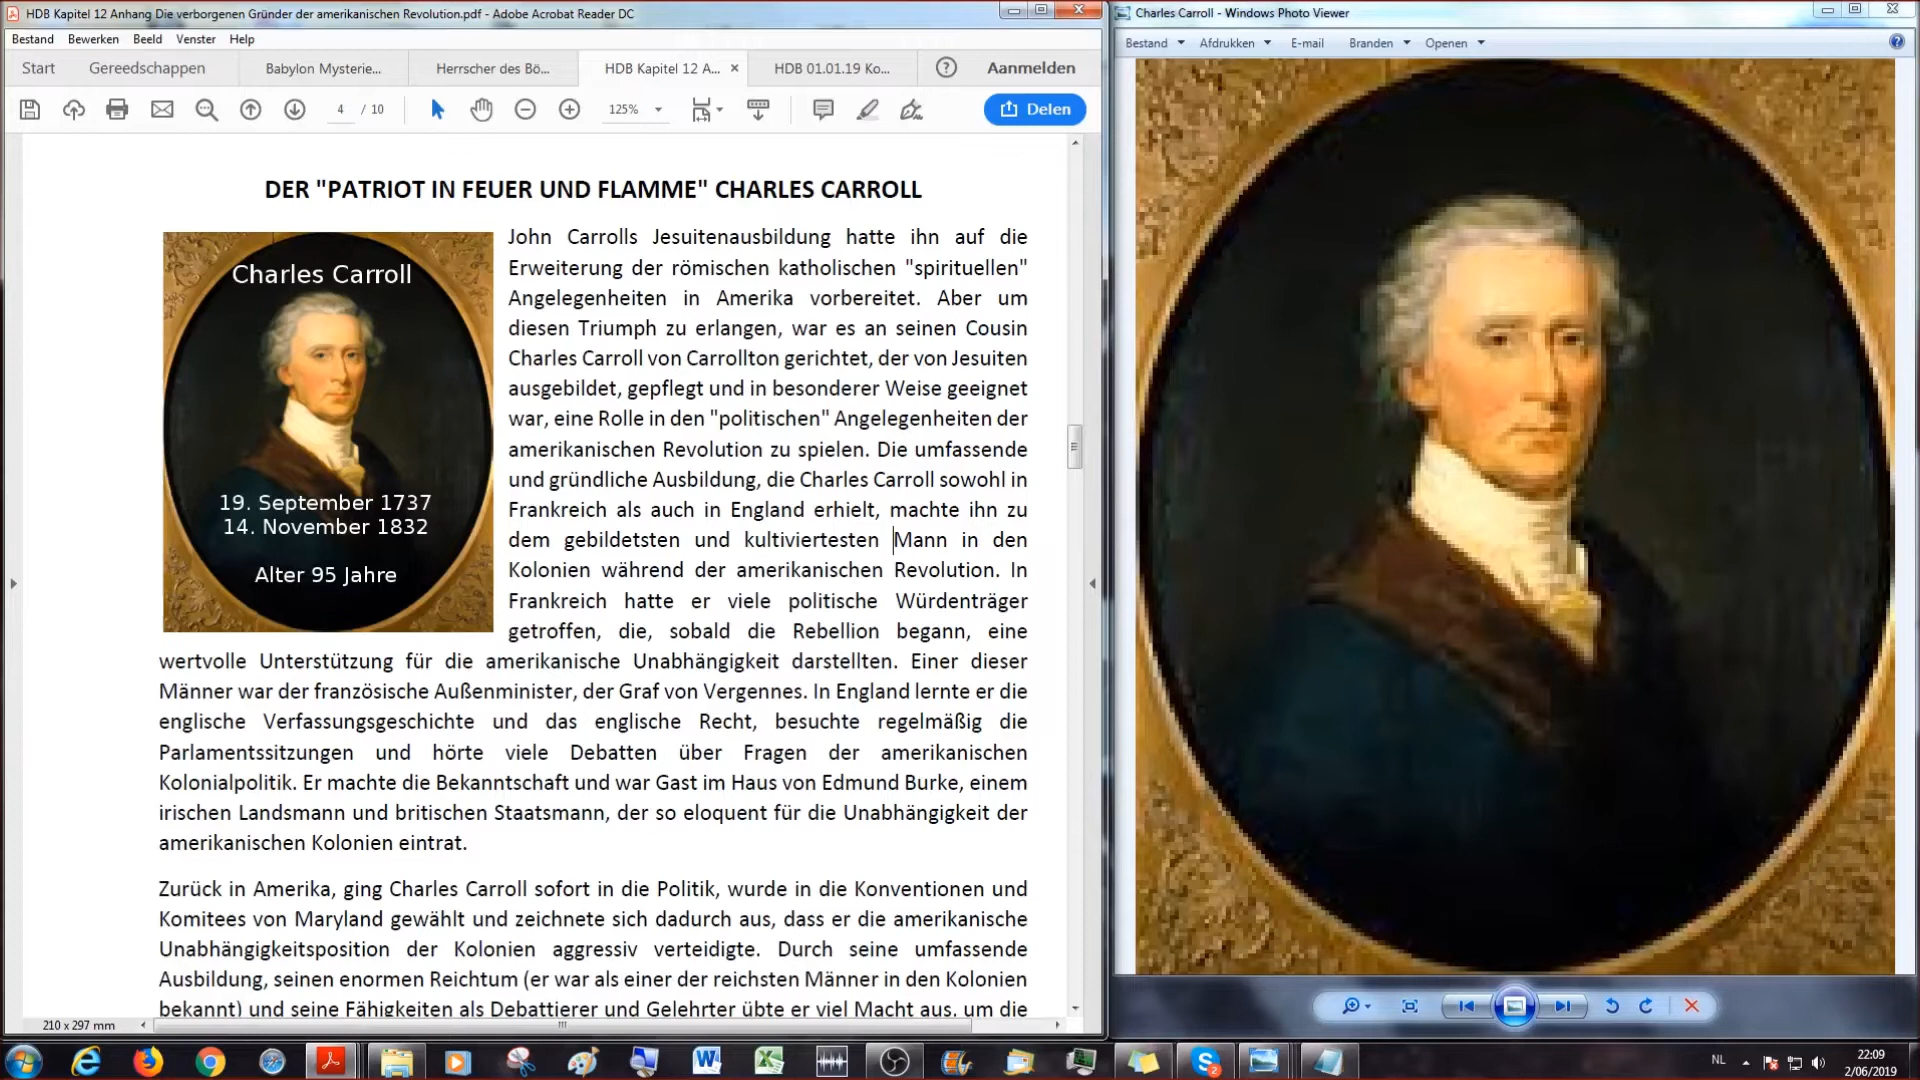 HDB Kapitel 12 Anhang Die verborgenen Gründer der amerikanischen Revolution.pdf - Adobe Acrobat Reader DC
Bestand Bewerken Beeld Venster Help
Start Gereedschappen Babylon Mysterie... Herrscher des Bö... HDB Kapitel 12 A... × HDB 01.01.19 Ko... ? Aanmelden
4 / 10 125% Delen
DER "PATRIOT IN FEUER UND FLAMME" CHARLES CARROLL
Charles Carroll
19. September 1737
14. November 1832
Alter 95 Jahre
John Carrolls Jesuitenausbildung hatte ihn auf die
Erweiterung der römischen katholischen "spirituellen"
Angelegenheiten in Amerika vorbereitet. Aber um
diesen Triumph zu erlangen, war es an seinen Cousin
Charles Carroll von Carrollton gerichtet, der von Jesuiten
ausgebildet, gepflegt und in besonderer Weise geeignet
war, eine Rolle in den "politischen" Angelegenheiten der
amerikanischen Revolution zu spielen. Die umfassende
und gründliche Ausbildung, die Charles Carroll sowohl in
Frankreich als auch in England erhielt, machte ihn zu
dem gebildetsten und kultiviertesten Mann in den
Kolonien während der amerikanischen Revolution. In
Frankreich hatte er viele politische Würdenträger
getroffen, die, sobald die Rebellion begann, eine
wertvolle Unterstützung für die amerikanische Unabhängigkeit darstellten. Einer dieser
Männer war der französische Außenminister, der Graf von Vergennes. In England lernte er die
englische Verfassungsgeschichte und das englische Recht, besuchte regelmäßig die
Parlamentssitzungen und hörte viele Debatten über Fragen der amerikanischen
Kolonialpolitik. Er machte die Bekanntschaft und war Gast im Haus von Edmund Burke, einem
irischen Landsmann und britischen Staatsmann, der so eloquent für die Unabhängigkeit der
amerikanischen Kolonien eintrat.
Zurück in Amerika, ging Charles Carroll sofort in die Politik, wurde in die Konventionen und
Komitees von Maryland gewählt und zeichnete sich dadurch aus, dass er die amerikanische
Unabhängigkeitsposition der Kolonien aggressiv verteidigte. Durch seine umfassende
Ausbildung, seinen enormen Reichtum (er war als einer der reichsten Männer in den Kolonien
bekannt) und seine Fähigkeiten als Debattierer und Gelehrter übte er viel Macht aus, um die
210 x 297 mm
Charles Carroll - Windows Photo Viewer
Bestand Afdrukken E-mail Branden Openen
NL 22:09
2/06/2019